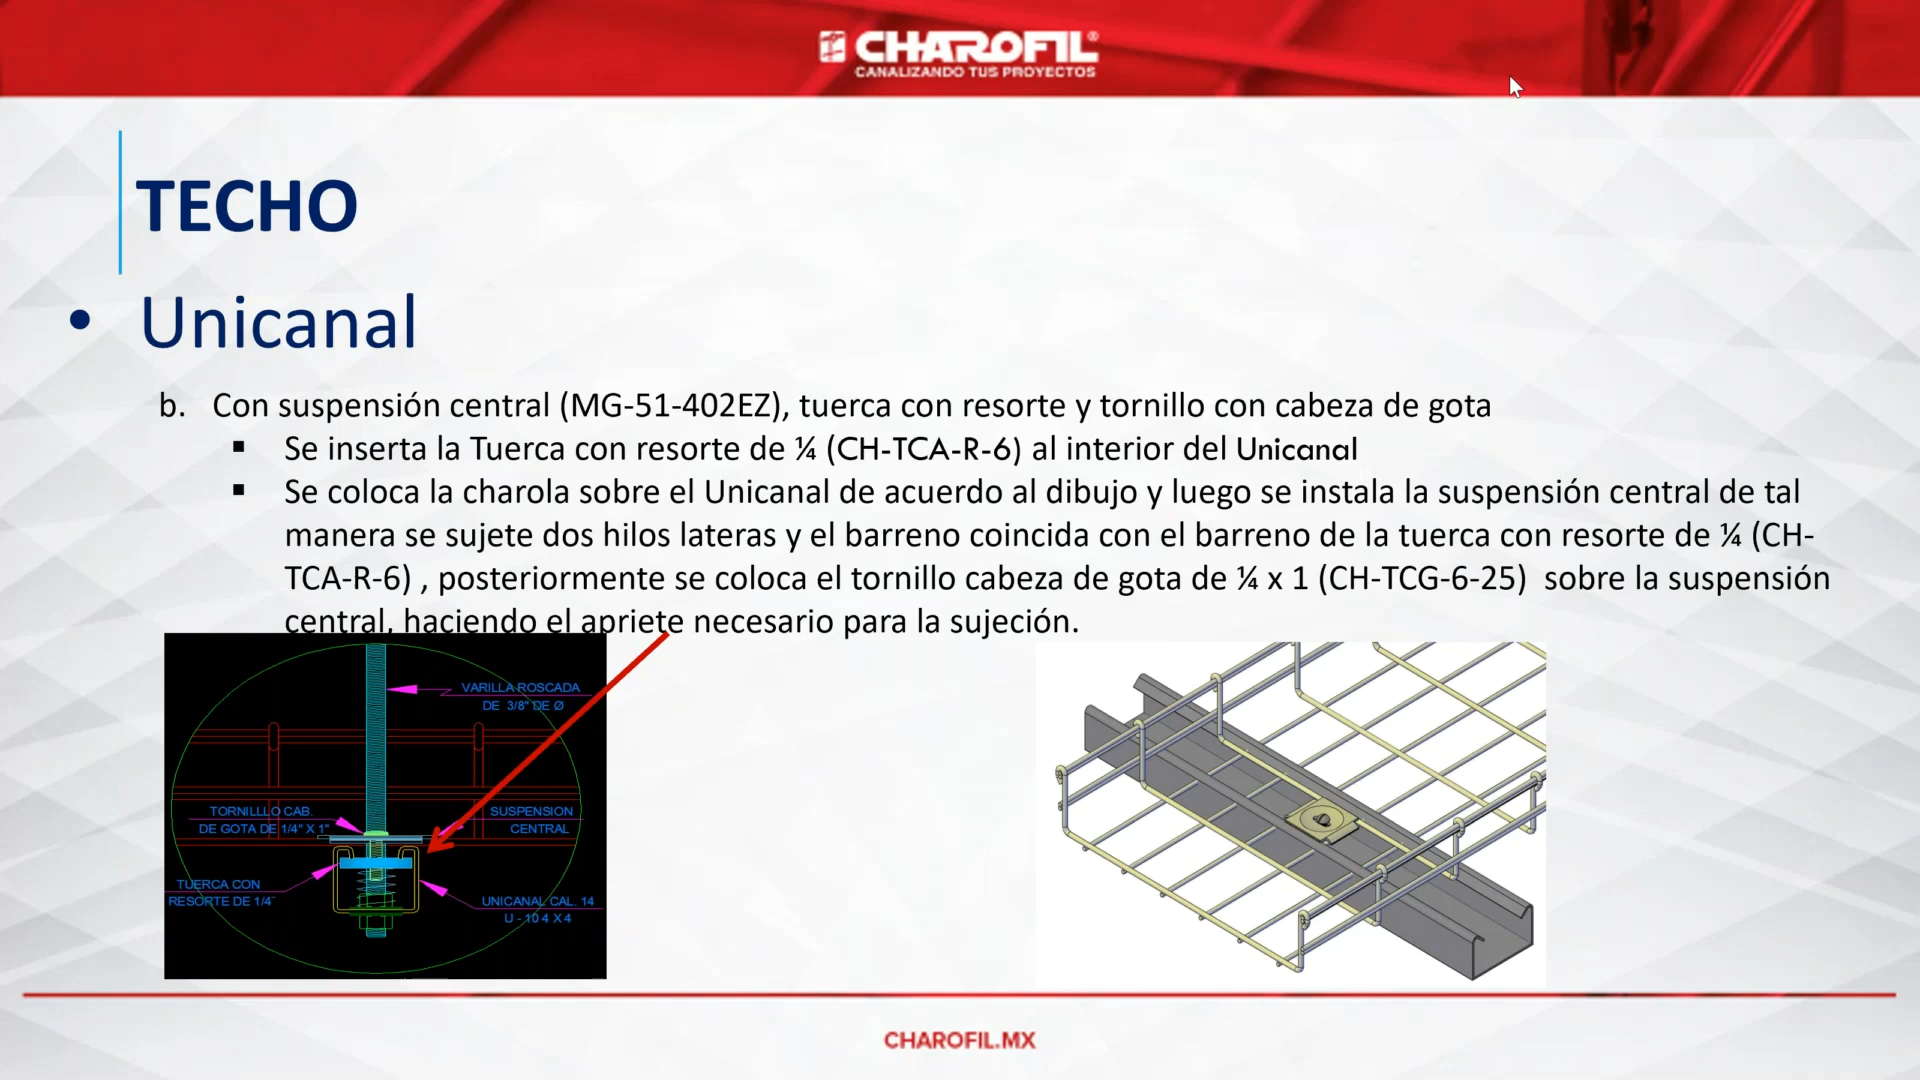 CHAROFIL®
CANALIZANDO TUS PROYECTOS
TECHO
• Unicanal
b. Con suspensión central (MG-51-402EZ), tuerca con resorte y tornillo con cabeza de gota
▪ Se inserta la Tuerca con resorte de ¼ (CH-TCA-R-6) al interior del Unicanal
▪ Se coloca la charola sobre el Unicanal de acuerdo al dibujo y luego se instala la suspensión central de tal
manera se sujete dos hilos lateras y el barreno coincida con el barreno de la tuerca con resorte de ¼ (CH-
TCA-R-6) , posteriormente se coloca el tornillo cabeza de gota de ¼ x 1 (CH-TCG-6-25) sobre la suspensión
central, haciendo el apriete necesario para la sujeción.
VARILLA ROSCADA
DE 3/8" DE Ø
TORNILLLO CAB.
DE GOTA DE 1/4" X 1"
SUSPENSION
CENTRAL
TUERCA CON
RESORTE DE 1/4"
UNICANAL CAL. 14
U - 10 4 X 4
CHAROFIL.MX